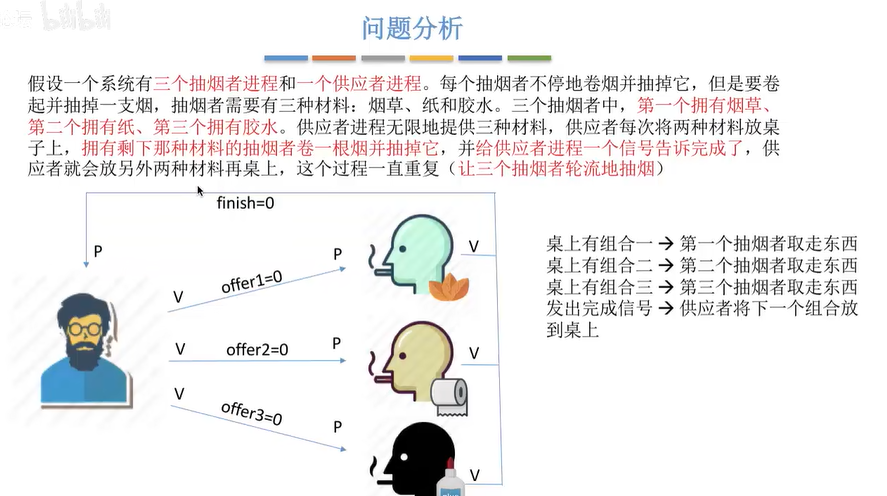 bilibili
问题分析
假设一个系统有三个抽烟者进程和一个供应者进程。每个抽烟者不停地卷烟并抽掉它，但是要卷
起并抽掉一支烟，抽烟者需要有三种材料：烟草、纸和胶水。三个抽烟者中，第一个拥有烟草、
第二个拥有纸、第三个拥有胶水。供应者进程无限地提供三种材料，供应者每次将两种材料放桌
子上，拥有剩下那种材料的抽烟者卷一根烟并抽掉它，并给供应者进程一个信号告诉完成了，供
应者就会放另外两种材料再桌上，这个过程一直重复（让三个抽烟者轮流地抽烟）
finish=0
P
V
offer1=0
P
V
V
offer2=0
P
V
V
offer3=0
P
V
桌上有组合一 → 第一个抽烟者取走东西
桌上有组合二 → 第二个抽烟者取走东西
桌上有组合三 → 第三个抽烟者取走东西
发出完成信号 → 供应者将下一个组合放
到桌上